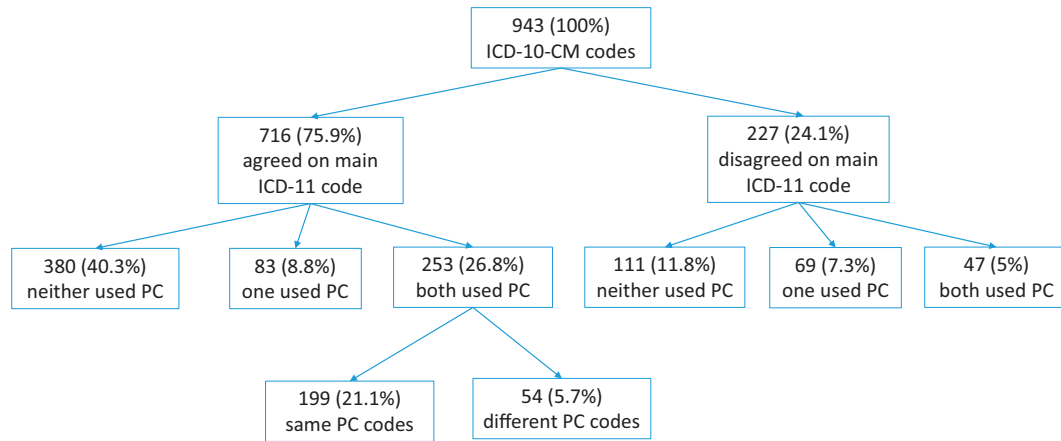 943 (100%)
ICD-10-CM codes
716 (75.9%)
agreed on main
ICD-11 code
227 (24.1%)
disagreed on main
ICD-11 code
380 (40.3%)
neither used PC
83 (8.8%)
one used PC
253 (26.8%)
both used PC
111 (11.8%)
neither used PC
69 (7.3%)
one used PC
47 (5%)
both used PC
199 (21.1%)
same PC codes
54 (5.7%)
different PC codes